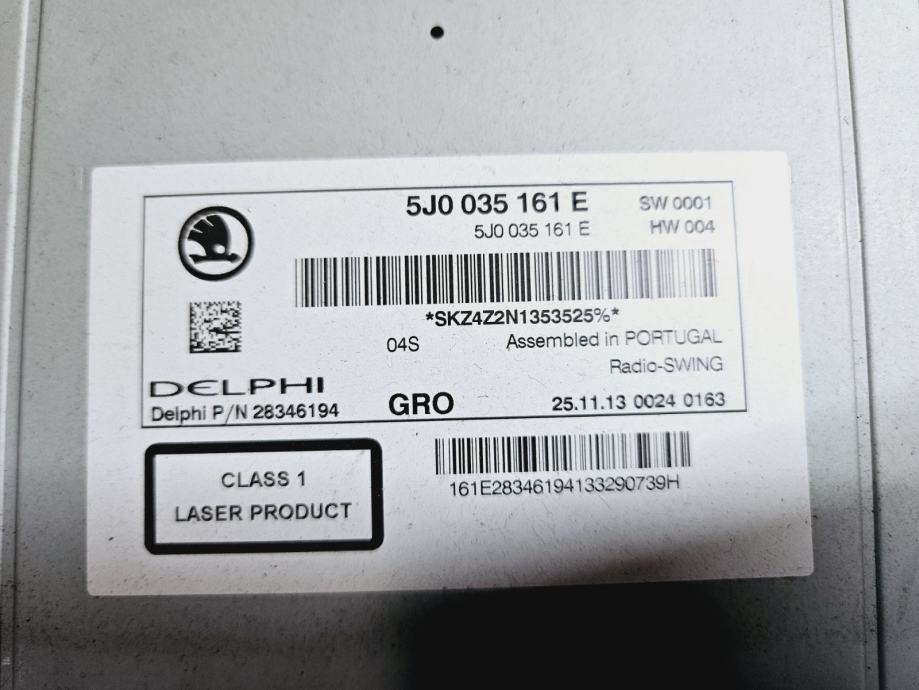 5J0 035 161 E SW 0001
5J0 035 161 E HW 004
*SKZ4Z2N1353525%*
04S Assembled in PORTUGAL
Radio-SWING
DELPHI
Delphi P/N 28346194 GRO 25.11.13 0024 0163
CLASS 1
LASER PRODUCT
161E28346194133290739H